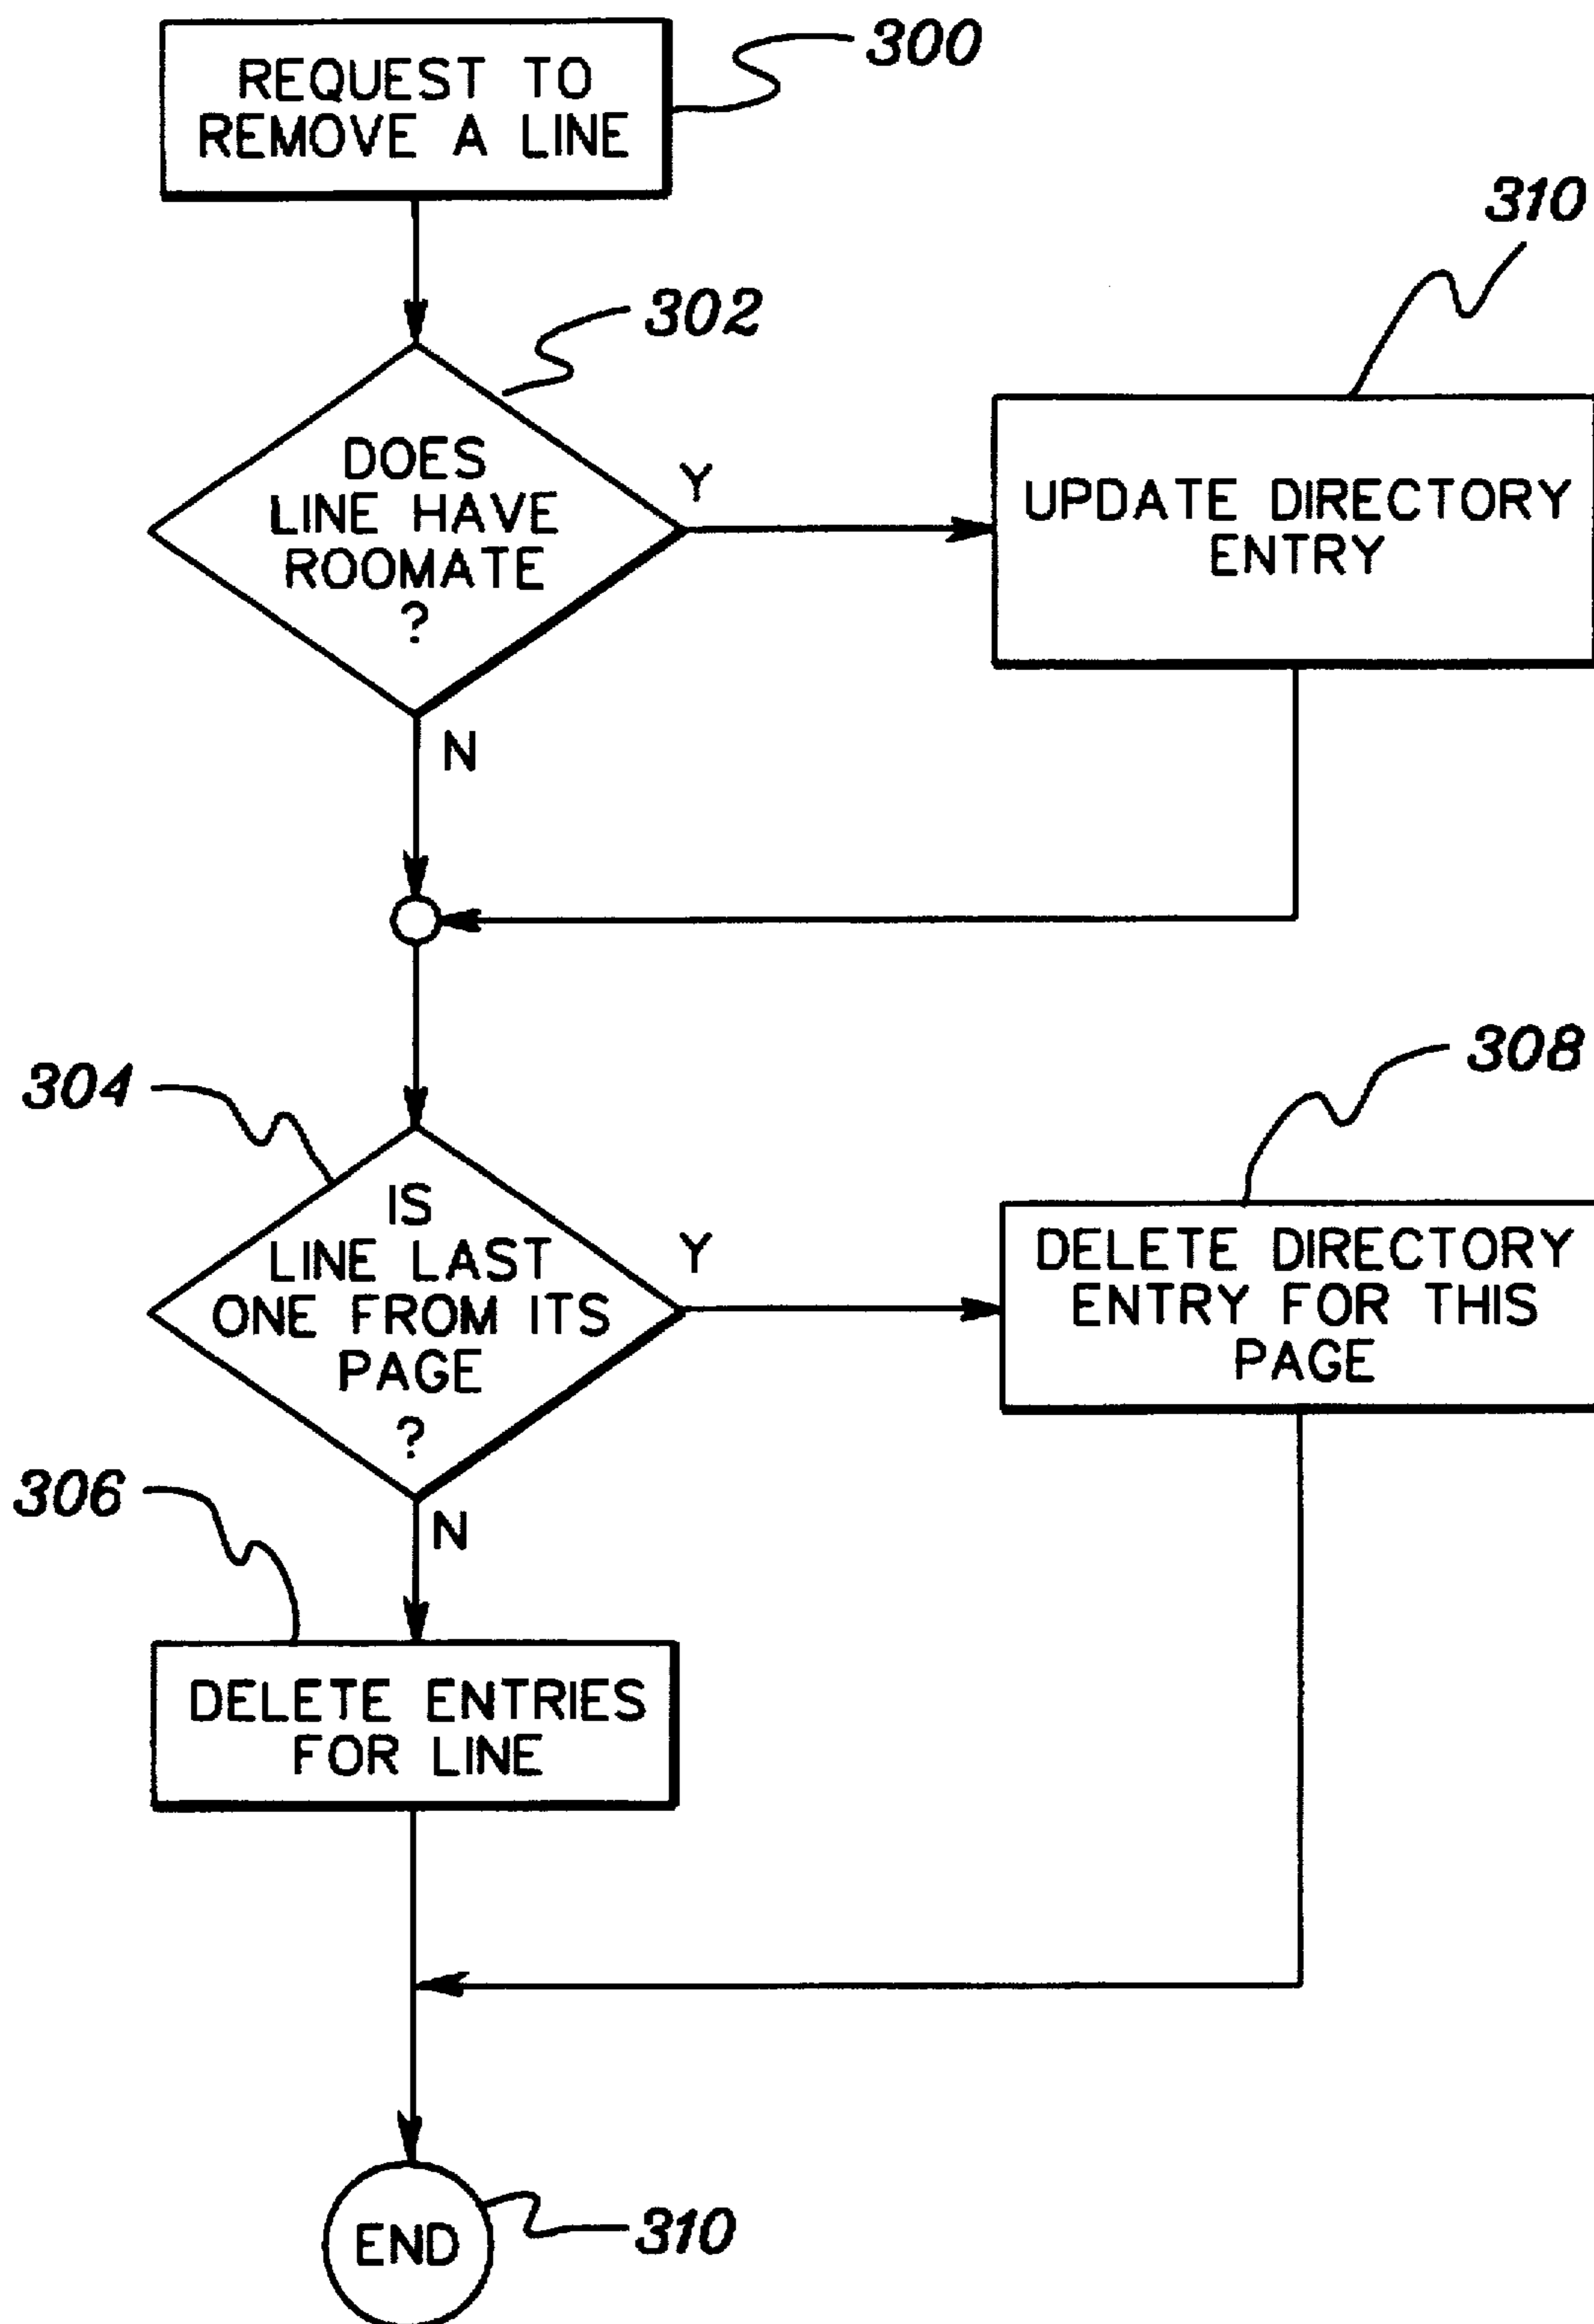 REQUEST TO
REMOVE A LINE
300
302
310
DOES
LINE HAVE
ROOMATE
?
Y
UPDATE DIRECTORY
ENTRY
N
304
308
IS
LINE LAST
ONE FROM ITS
PAGE
?
Y
DELETE DIRECTORY
ENTRY FOR THIS
PAGE
306
N
DELETE ENTRIES
FOR LINE
END
310